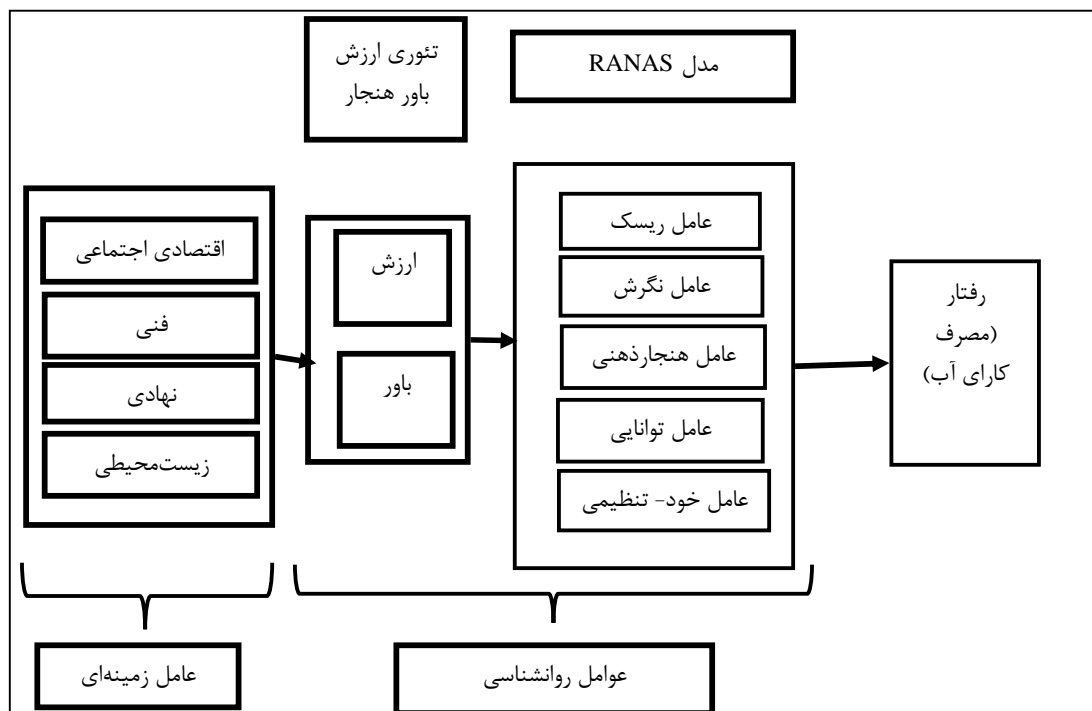 تئوری ارزش
باور هنجار
مدل RANAS
اقتصادی اجتماعی
فنی
نهادی
زیست‌محیطی
ارزش
باور
عامل ریسک
عامل نگرش
عامل هنجارذهنی
عامل توانایی
عامل خود- تنظیمی
رفتار
(مصرف
کارای آب)
عامل زمینه‌ای
عوامل روانشناسی